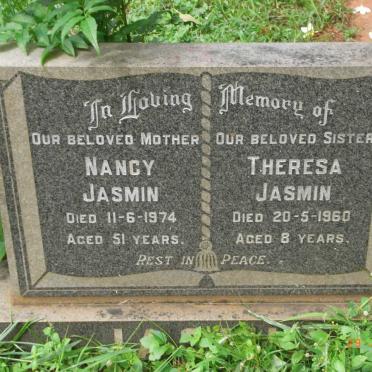 In Loving Memory of
Our beloved Mother
Nancy
Jasmin
Died 11-6-1974
Aged 51 years.
Our beloved Sister
Theresa
Jasmin
Died 20-5-1960
Aged 8 years.
Rest in Peace.